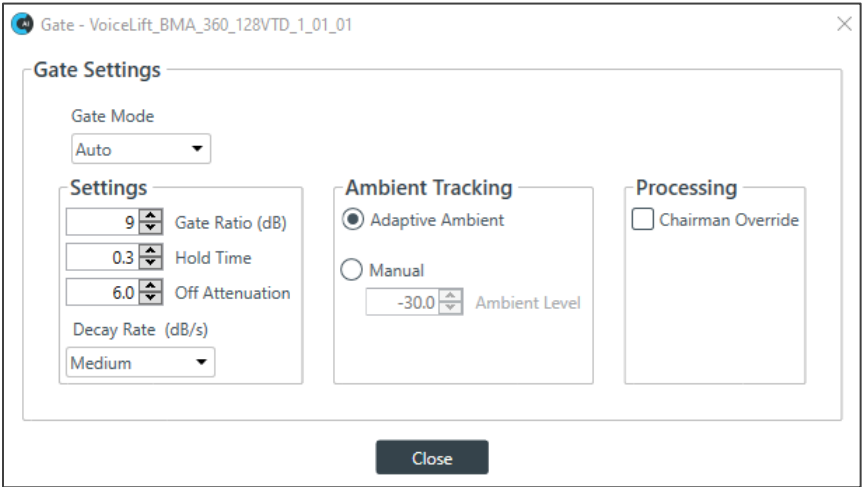 Gate - VoiceLift_BMA_360_128VTD_1_01_01
Gate Settings
Gate Mode
Auto
Settings
9 Gate Ratio (dB)
0.3 Hold Time
6.0 Off Attenuation
Decay Rate (dB/s)
Medium
Ambient Tracking
Adaptive Ambient
Manual
-30.0 Ambient Level
Processing
Chairman Override
Close